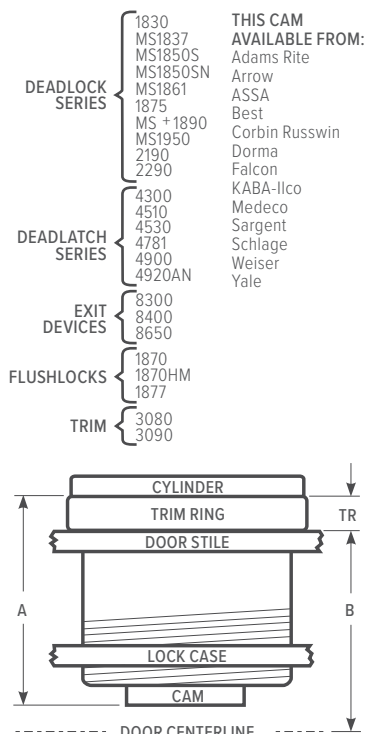 DEADLOCK
SERIES
1830
MS1837
MS1850S
MS1850SN
MS1861
1875
MS +1890
MS1950
2190
2290
DEADLATCH
SERIES
4300
4510
4530
4781
4900
4920AN
EXIT
DEVICES
8300
8400
8650
FLUSHLOCKS
1870
1870HM
1877
TRIM
3080
3090
THIS CAM
AVAILABLE FROM:
Adams Rite
Arrow
ASSA
Best
Corbin Russwin
Dorma
Falcon
KABA-Ilco
Medeco
Sargent
Schlage
Weiser
Yale
CYLINDER
TRIM RING
TR
DOOR STILE
A
B
LOCK CASE
CAM
DOOR CENTERLINE